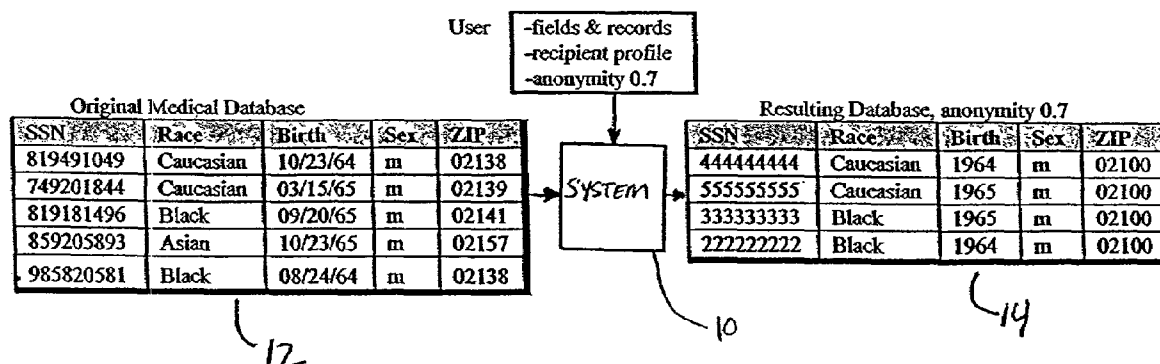 User
-fields & records
-recipient profile
-anonymity 0.7
Original Medical Database
SSN Race Birth Sex ZIP
819491049 Caucasian 10/23/64 m 02138
749201844 Caucasian 03/15/65 m 02139
819181496 Black 09/20/65 m 02141
859205893 Asian 10/23/65 m 02157
985820581 Black 08/24/64 m 02138
12
SYSTEM
10
Resulting Database, anonymity 0.7
SSN Race Birth Sex ZIP
444444444 Caucasian 1964 m 02100
555555555 Caucasian 1965 m 02100
333333333 Black 1965 m 02100
222222222 Black 1964 m 02100
14